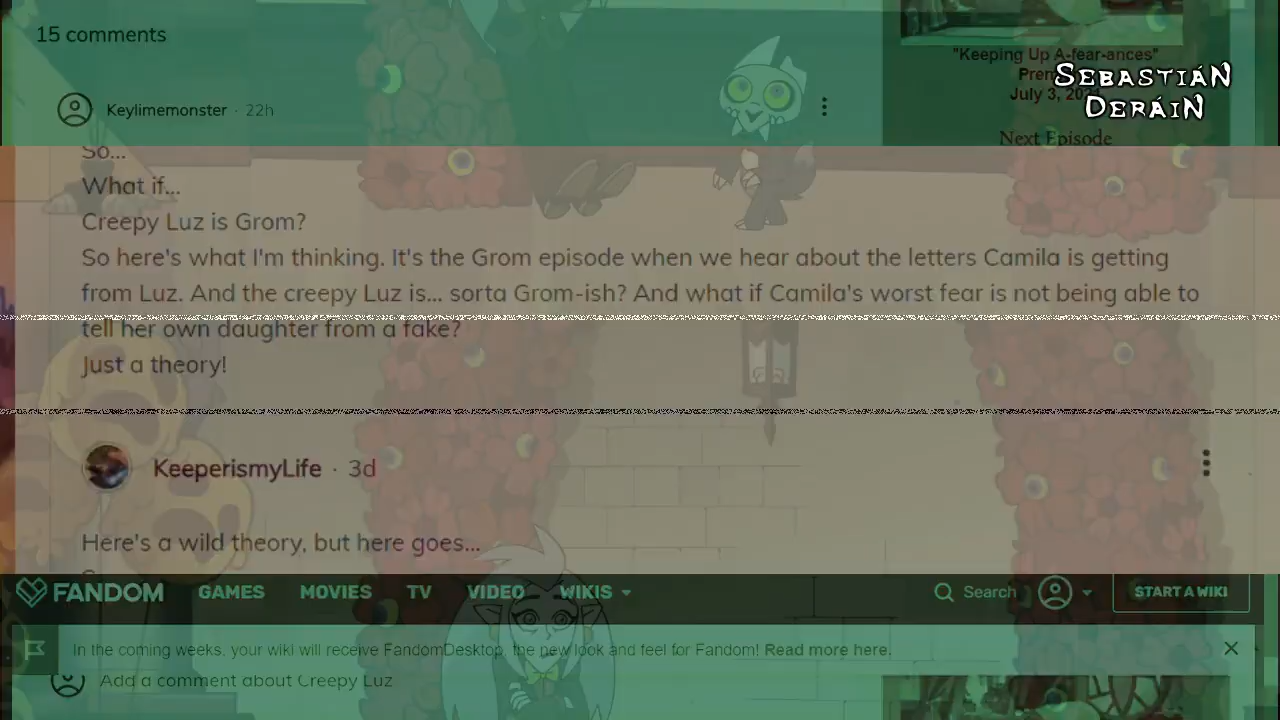 15 comments
"Keeping Up A-fear-ances"
SEBASTIÁN
DERÁIN
July 3, 202
Keylimemonster · 22h
Next Episode
So...
What if...
Creepy Luz is Grom?
So here's what I'm thinking. It's the Grom episode when we hear about the letters Camila is getting
from Luz. And the creepy Luz is... sorta Grom-ish? And what if Camila's worst fear is not being able to
tell her own daughter from a fake?
Just a theory!
KeeperismyLife · 3d
Here's a wild theory, but here goes...
FANDOM GAMES MOVIES TV VIDEO WIKIS Search START A WIKI
In the coming weeks, your wiki will receive FandomDesktop, the new look and feel for Fandom! Read more here.
Add a comment about Creepy Luz